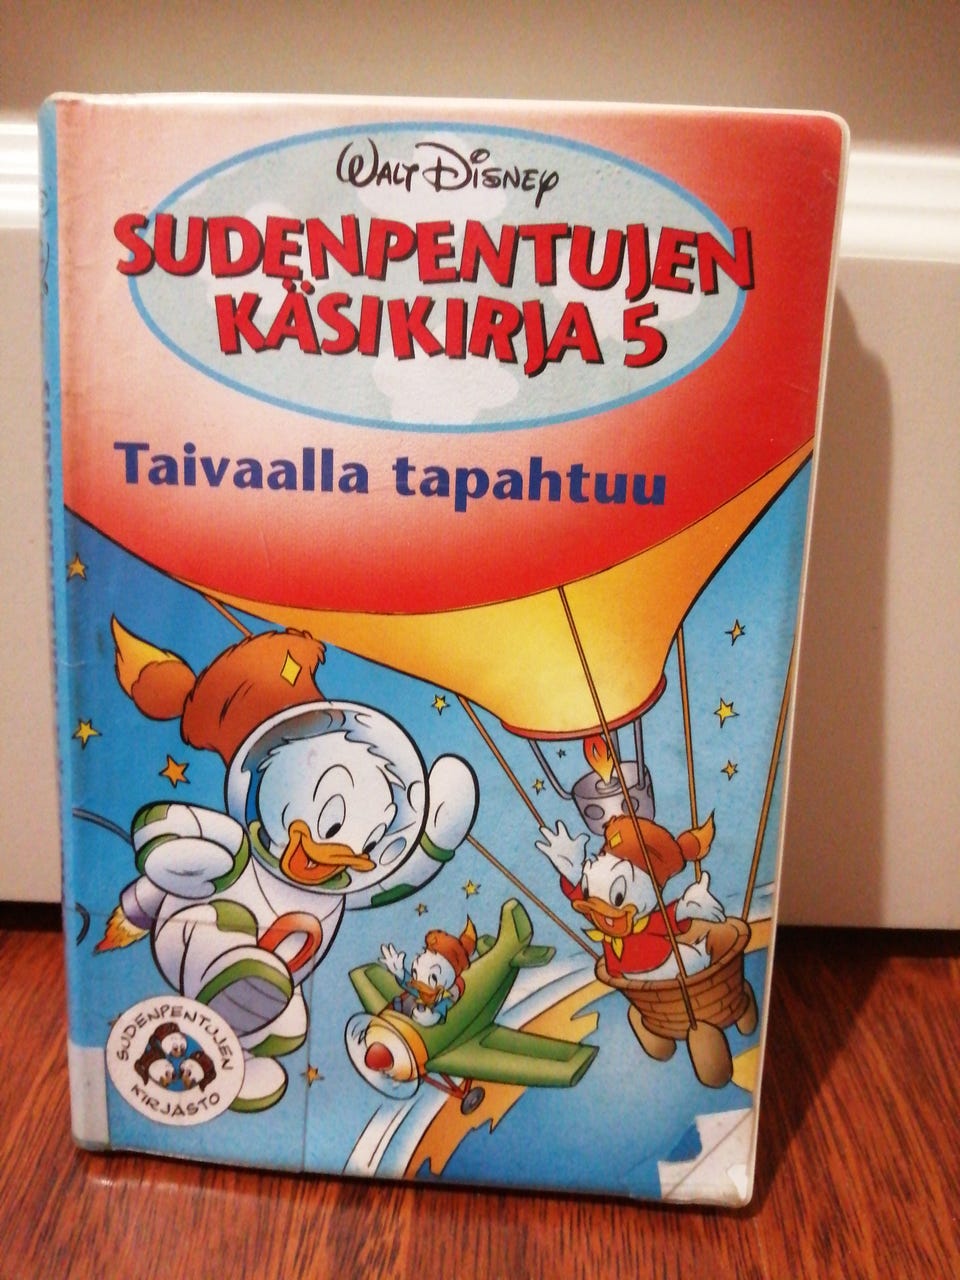 WALT DISNEY
SUDENPENTUJEN
KÄSIKIRJA 5
Taivaalla tapahtuu
SUDENPENTUJEN
KIRJASTO